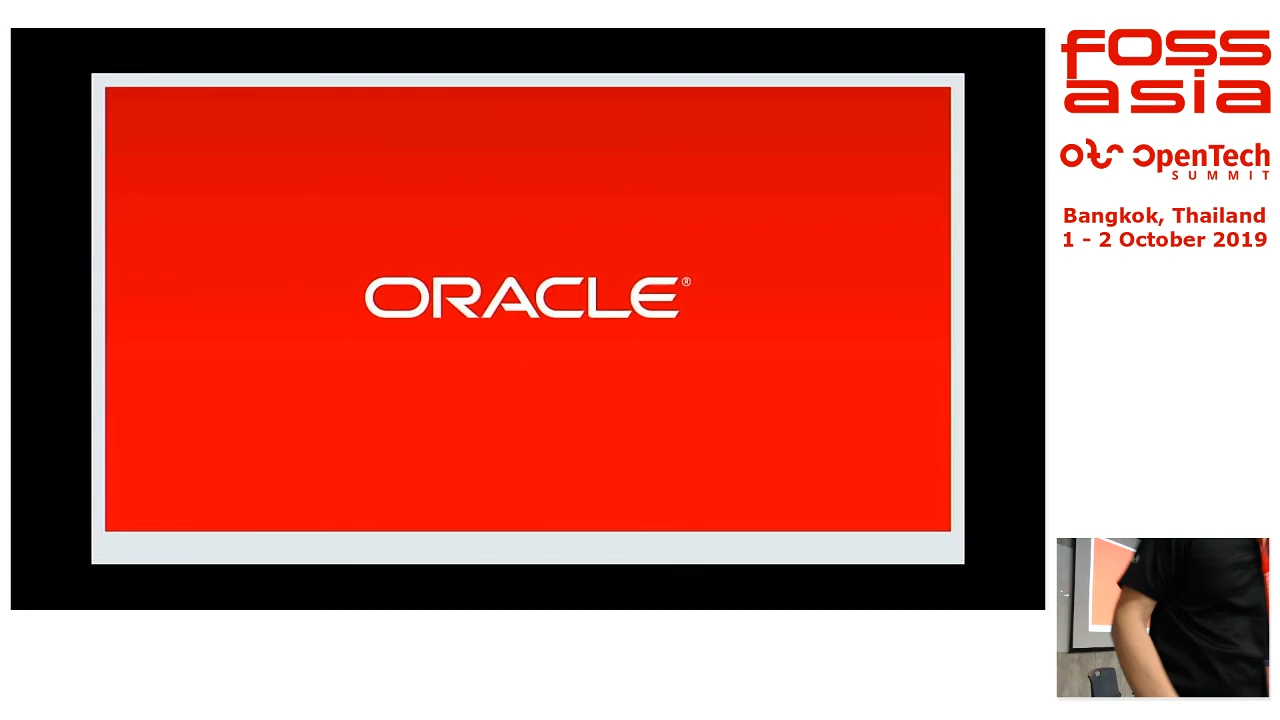 ORACLE®
foss
asia
OpenTech
SUMMIT
Bangkok, Thailand
1 - 2 October 2019